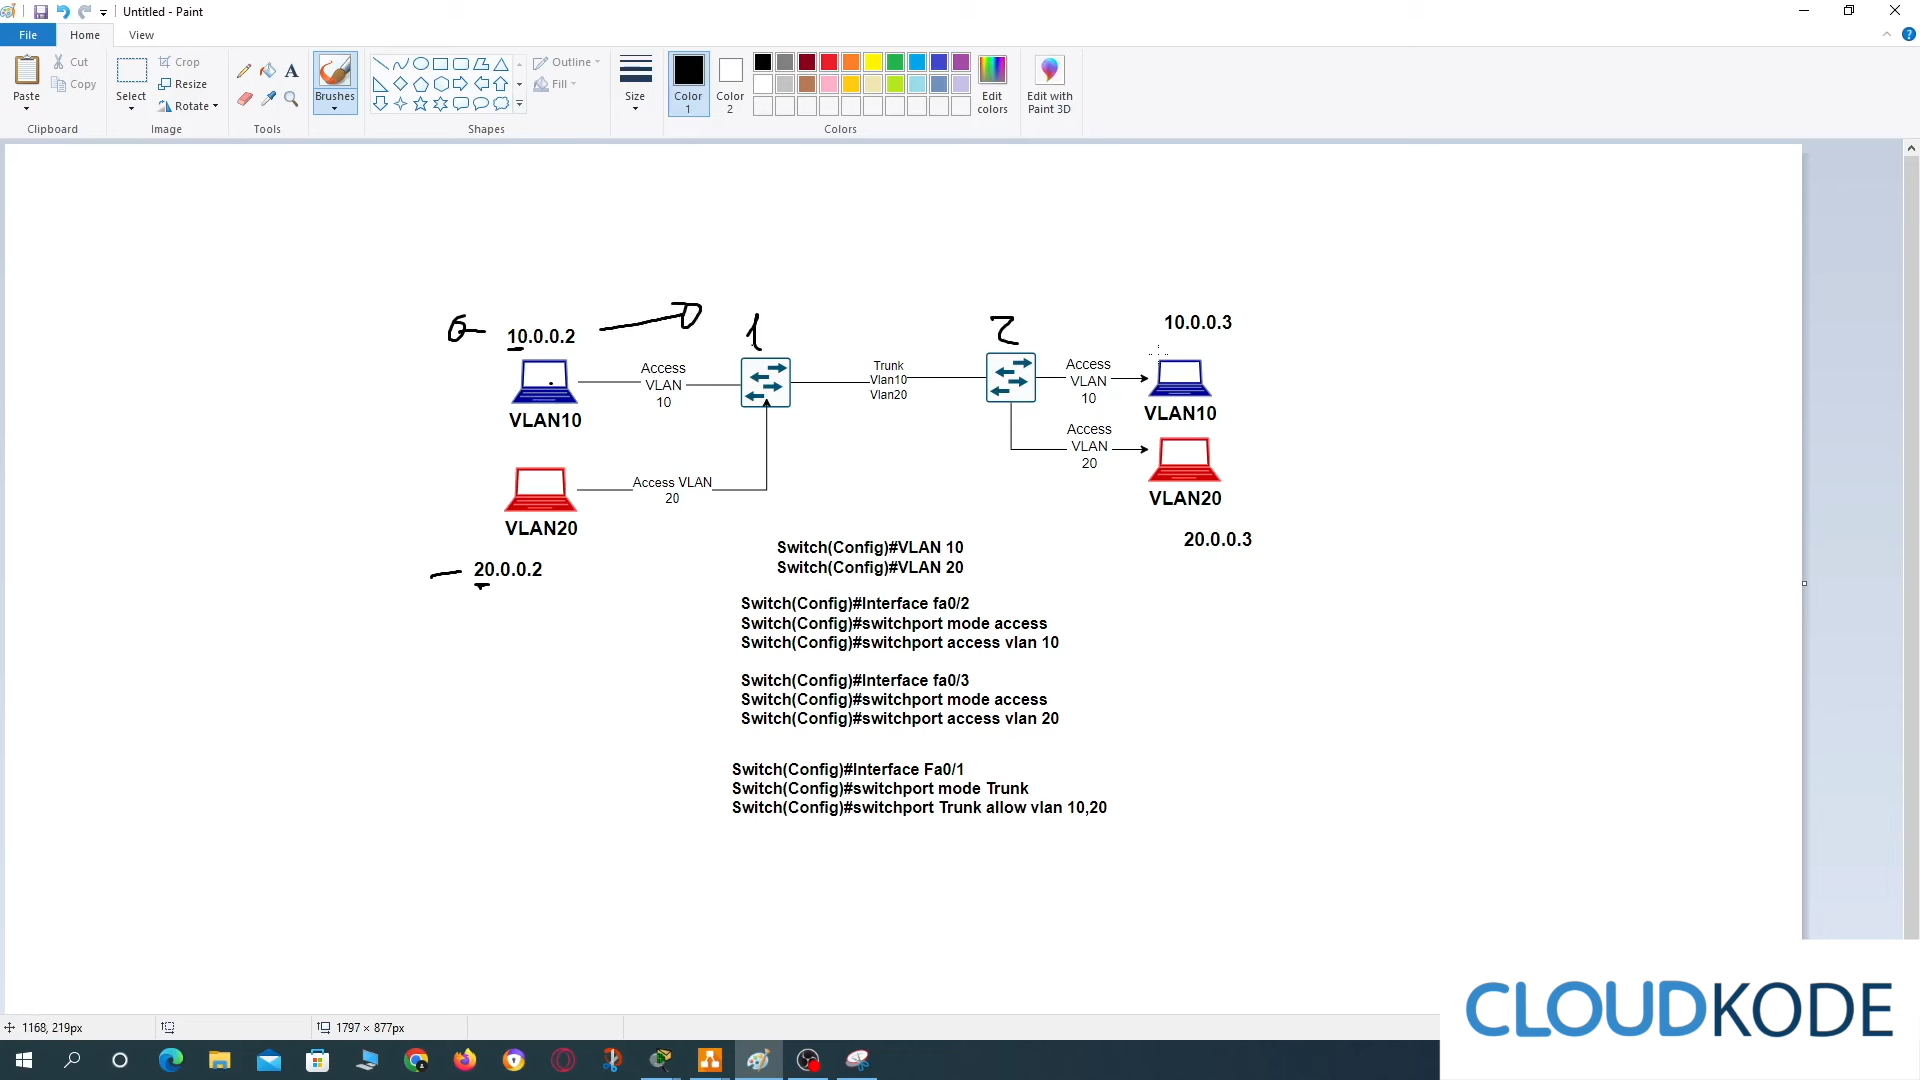 Untitled - Paint
File
Home
View
Paste
Cut
Copy
Clipboard
Select
Crop
Resize
Rotate
Image
Tools
Brushes
Shapes
Outline
Fill
Size
Color 1
Color 2
Colors
Edit colors
Edit with Paint 3D
10.0.0.2
1
2
10.0.0.3
Access
VLAN
10
Trunk
Vlan10
Vlan20
Access
VLAN
10
VLAN10
VLAN10
Access
VLAN
20
Access VLAN
20
VLAN20
VLAN20
20.0.0.2
20.0.0.3
Switch(Config)#VLAN 10
Switch(Config)#VLAN 20
Switch(Config)#Interface fa0/2
Switch(Config)#switchport mode access
Switch(Config)#switchport access vlan 10
Switch(Config)#Interface fa0/3
Switch(Config)#switchport mode access
Switch(Config)#switchport access vlan 20
Switch(Config)#Interface Fa0/1
Switch(Config)#switchport mode Trunk
Switch(Config)#switchport Trunk allow vlan 10,20
CLOUDKODE
1168, 219px
1797 × 877px